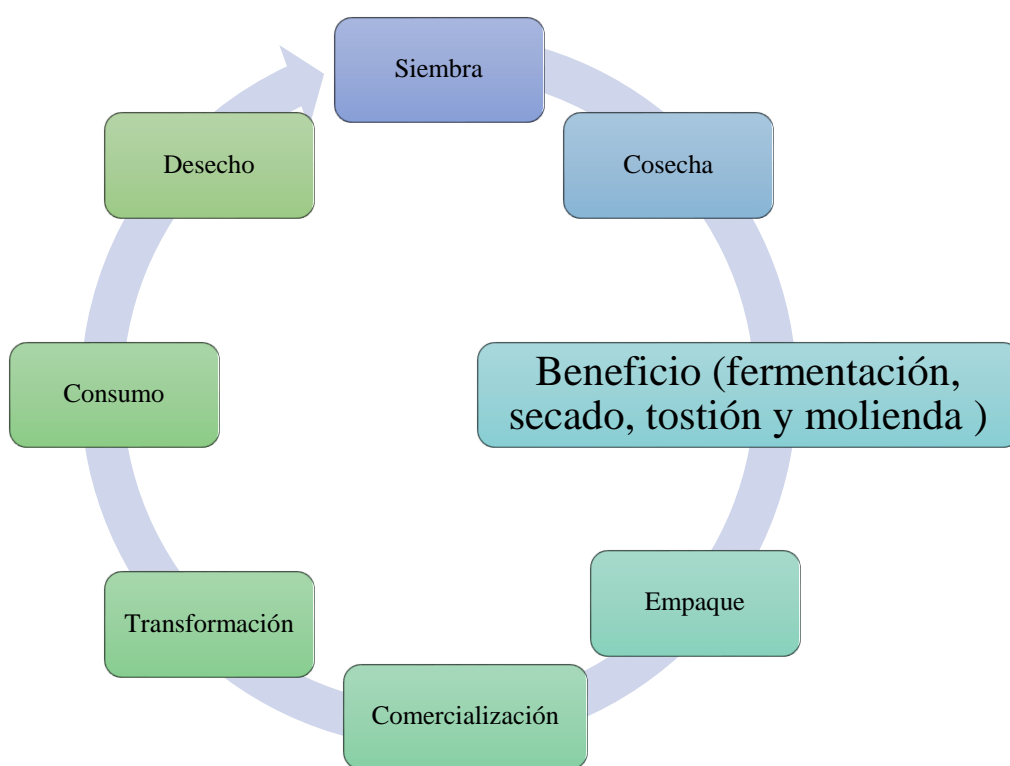 Siembra
Cosecha
Beneficio (fermentación,
secado, tostión y molienda )
Empaque
Comercialización
Transformación
Consumo
Desecho